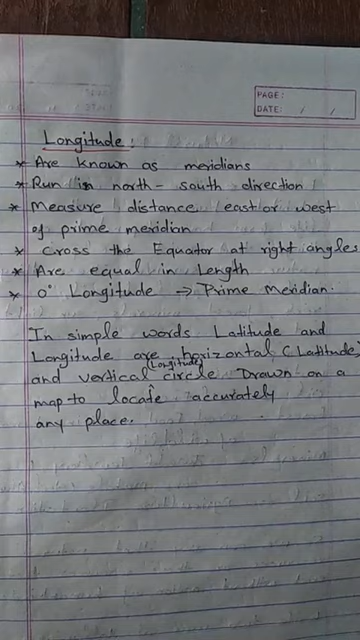 PAGE:
DATE: / /
Longitude:
* Are known as meridians
* Run in north-south direction
* Measure distance east or west
of prime meridian
* Cross the Equator at right angles
* Are equal in Length
* 0° Longitude → Prime Meridian.
In simple words Latitude and
Longitude are horizontal (Latitude)
and vertical (Longitude) circle Drawn on a
map to locate accurately
any place.